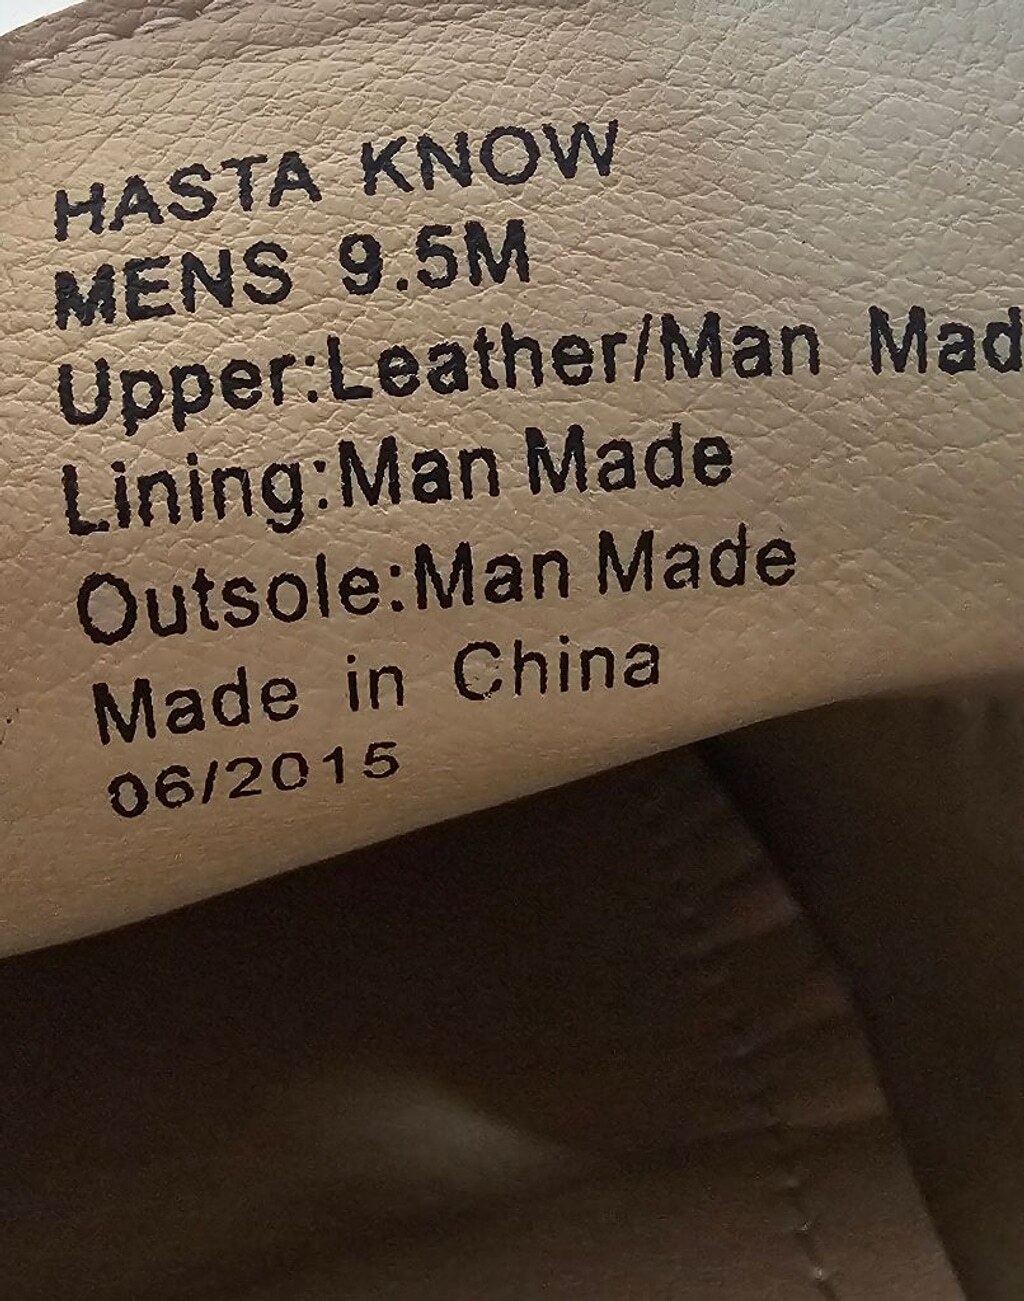 HASTA KNOW
MENS 9.5M
Upper:Leather/Man Mad
Lining:Man Made
Outsole:Man Made
Made in China
06/2015